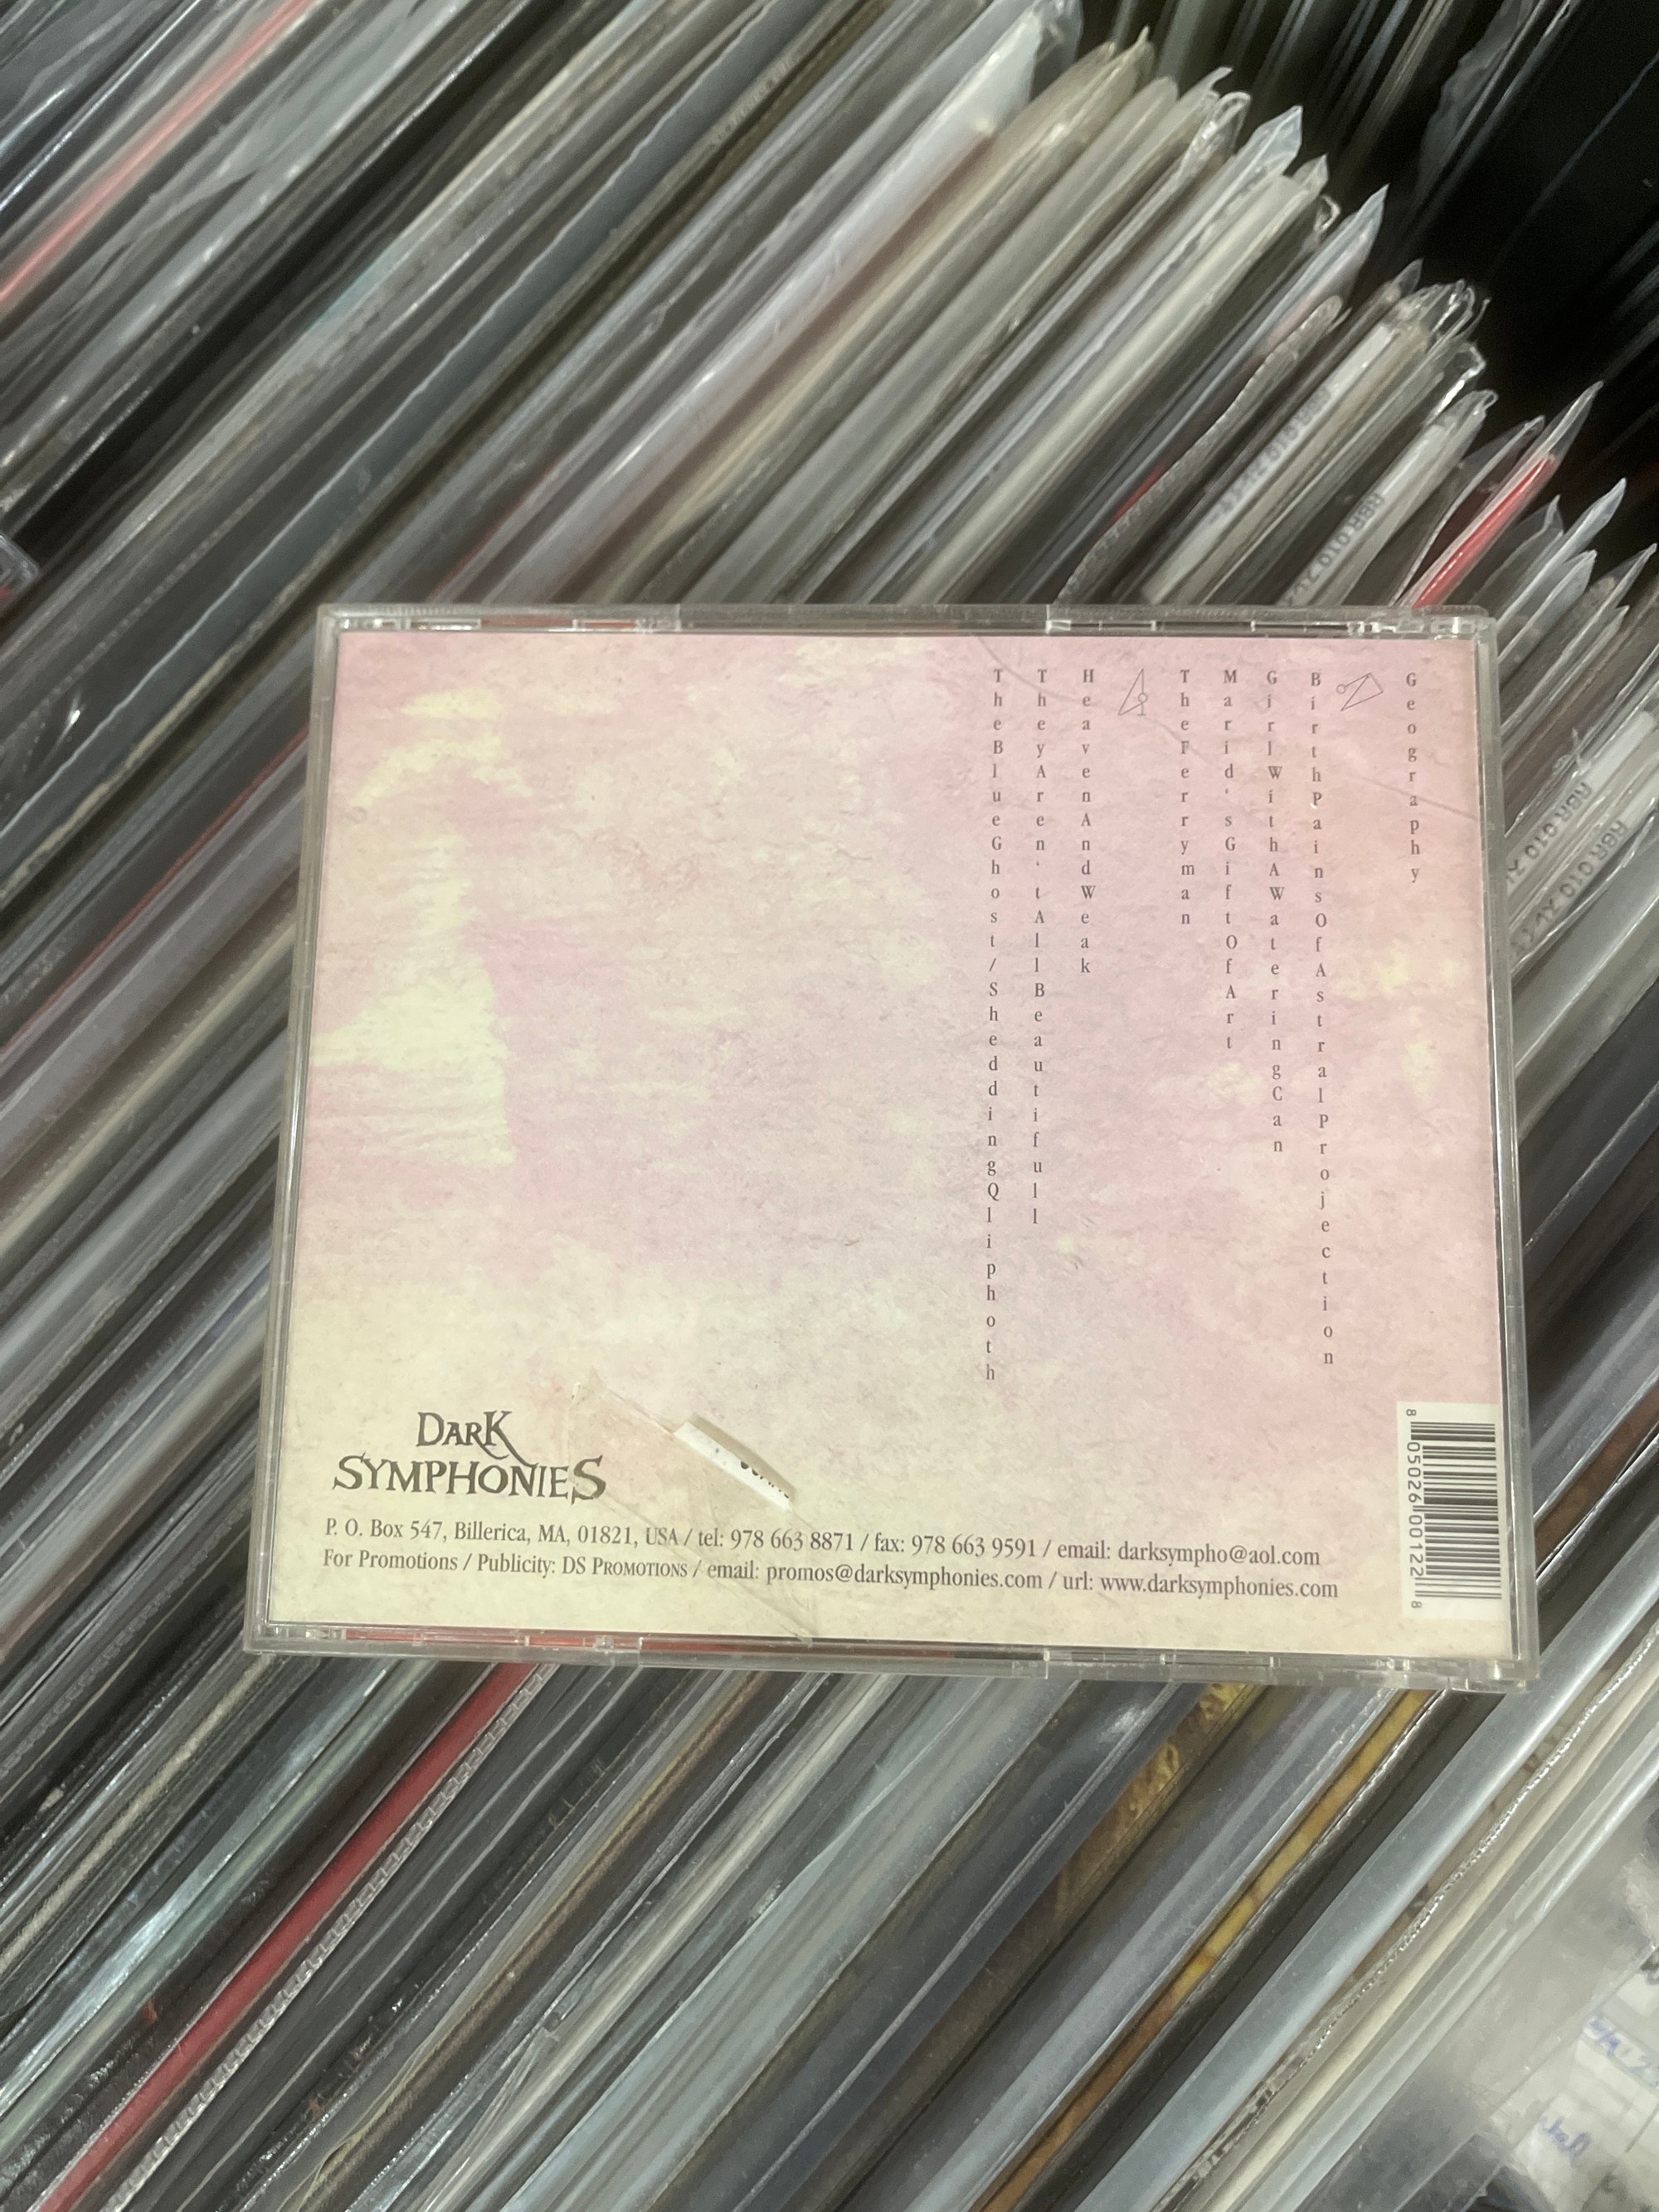 TheBlueGhost/SheddingQliphoth
TheyAren‘tAllBeautifull
HeavenAndWeak
TheFerryman
Marid‘sGiftOfArt
GirlWithAWateringCan
BirthPainsOfAstralProjection
Geography
DARK
SYMPHONIES
P. O. Box 547, Billerica, MA, 01821, USA / tel: 978 663 8871 / fax: 978 663 9591 / email: darksympho@aol.com
For Promotions / Publicity: DS PROMOTIONS / email: promos@darksymphonies.com / url: www.darksymphonies.com
8 05026 00122 8